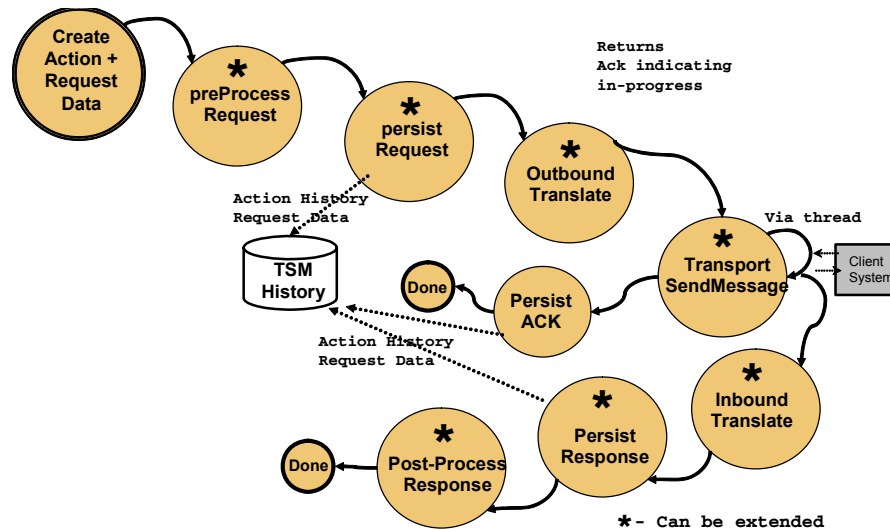 Create
Action +
Request
Data
*
preProcess
Request
*
persist
Request
Returns
Ack indicating
in-progress
*
Outbound
Translate
Action History
Request Data
TSM
History
Via thread
*
Transport
SendMessage
Client
System
Done
Persist
ACK
Action History
Request Data
*
Inbound
Translate
*
Persist
Response
*
Post-Process
Response
Done
*- Can be extended